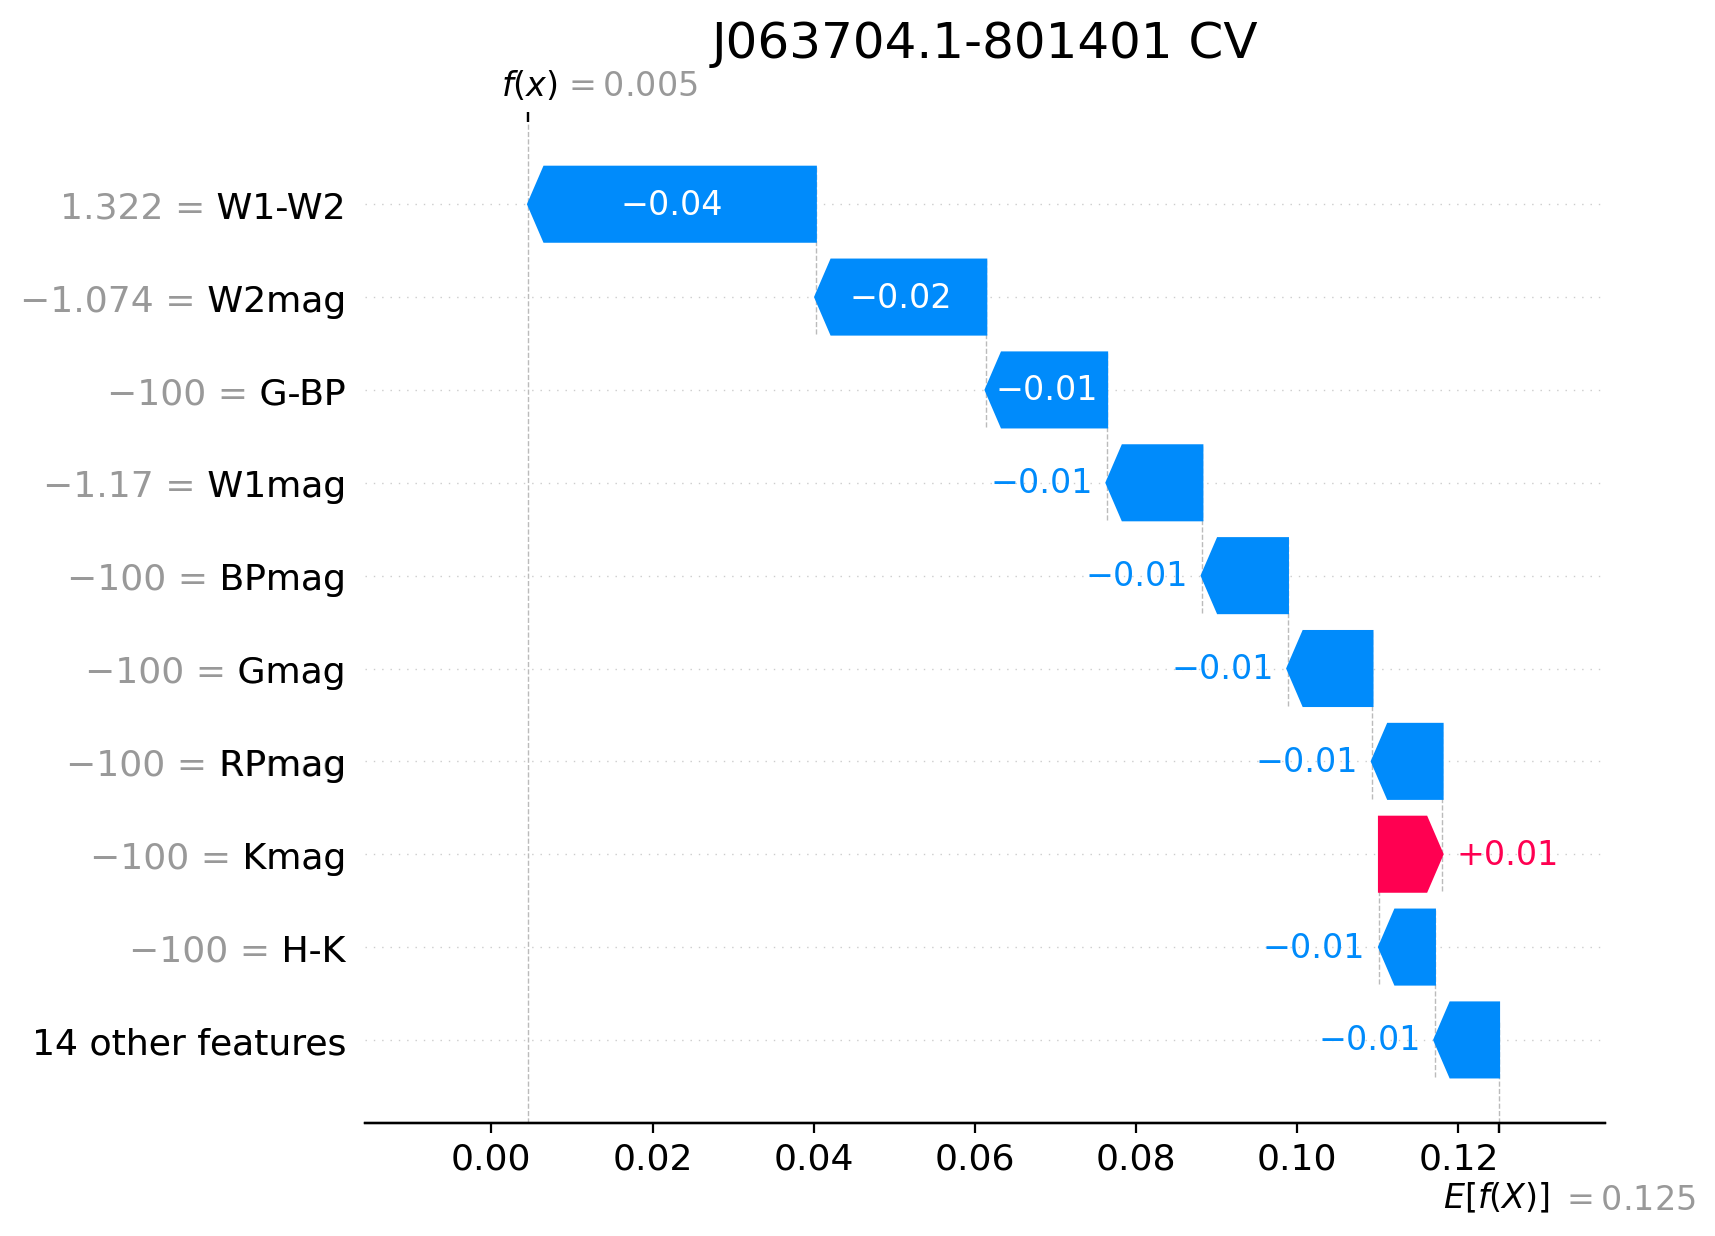 J063704.1-801401 CV
f(x) = 0.005
1.322 = W1-W2
−0.04
−1.074 = W2mag
−0.02
−100 = G-BP
−0.01
−1.17 = W1mag
−0.01
−100 = BPmag
−0.01
−100 = Gmag
−0.01
−100 = RPmag
−0.01
−100 = Kmag
+0.01
−100 = H-K
−0.01
14 other features
−0.01
0.00 0.02 0.04 0.06 0.08 0.10 0.12
E[f(X)] = 0.125